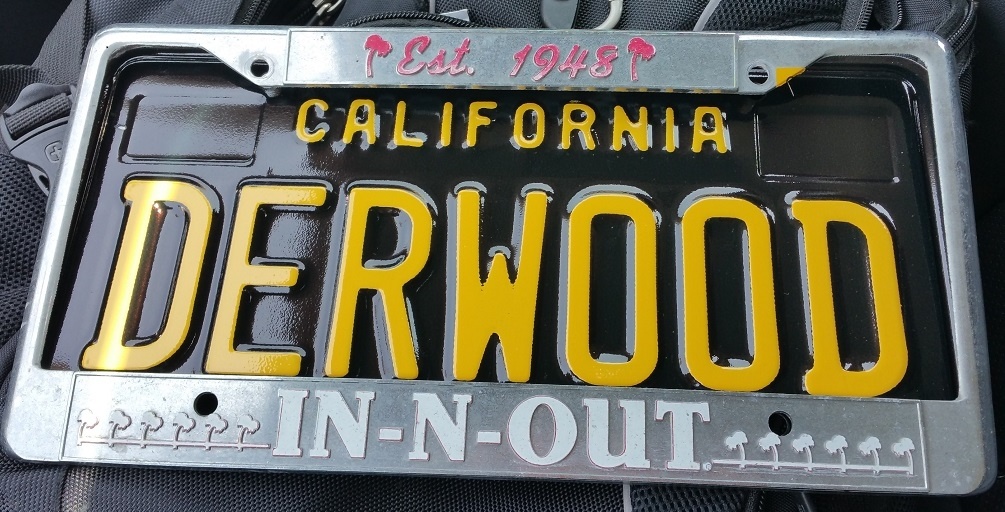 Est. 1948
CALIFORNIA
DERWOOD
IN-N-OUT